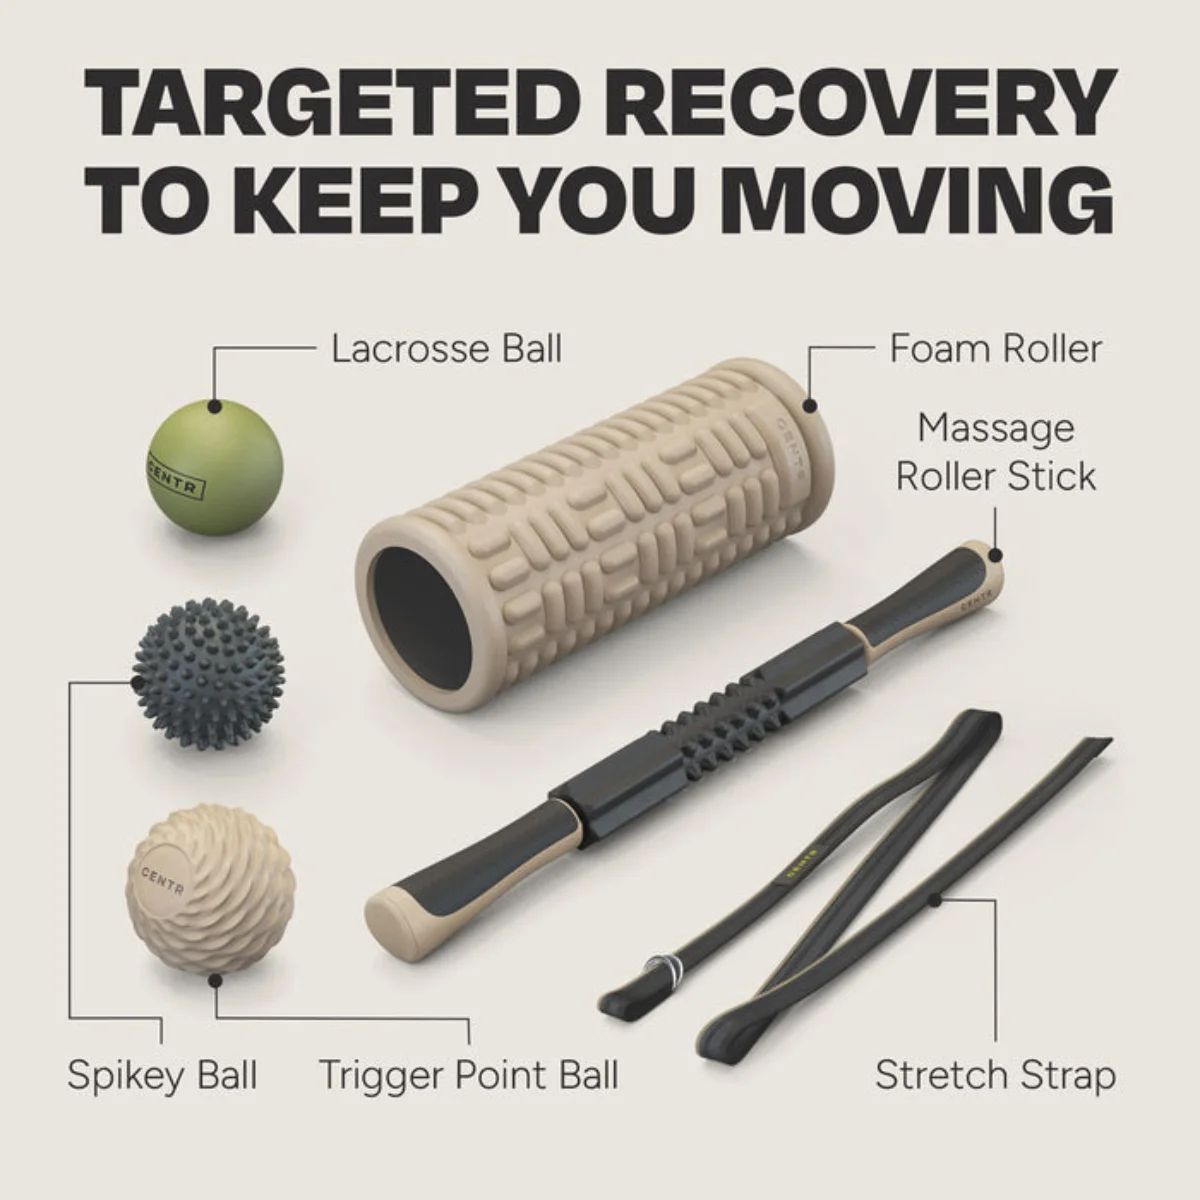 TARGETED RECOVERY
TO KEEP YOU MOVING
Lacrosse Ball
Foam Roller
Massage
Roller Stick
CENTR
CENTR
CENTR
CENTR
CENTR
Spikey Ball
Trigger Point Ball
Stretch Strap